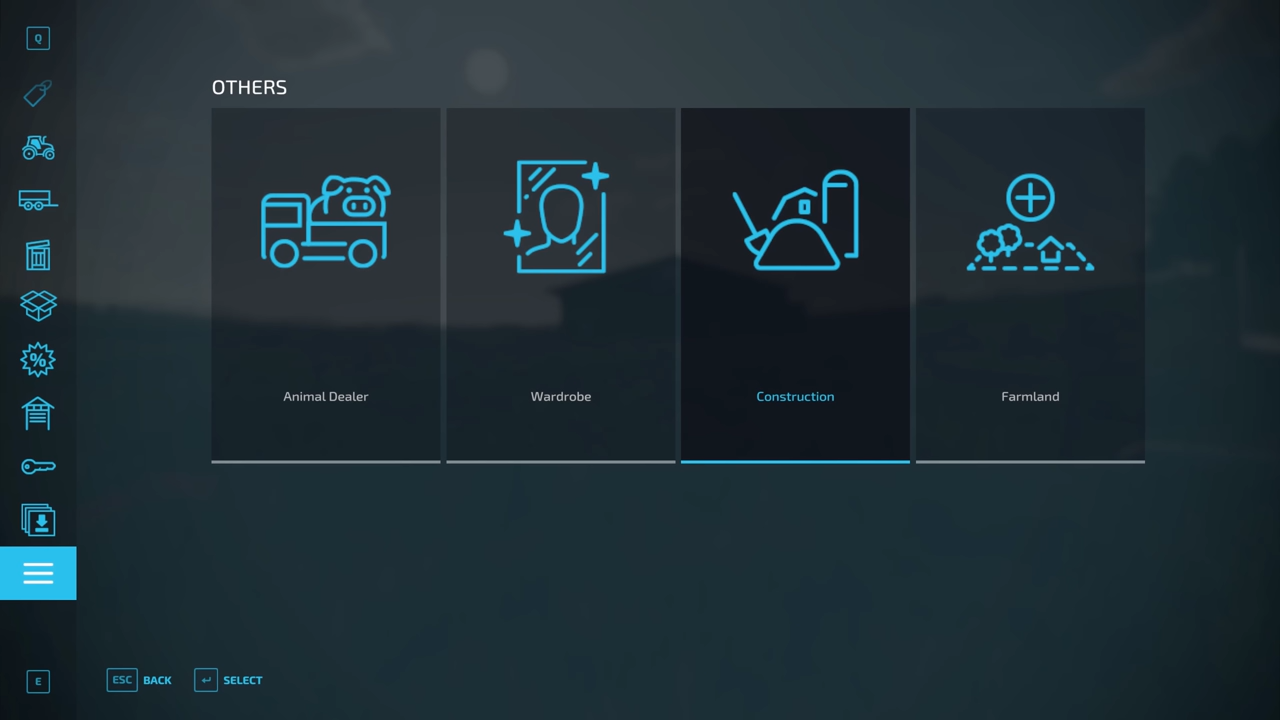 Q
OTHERS
%
Animal Dealer
Wardrobe
Construction
Farmland
E
ESC BACK
SELECT